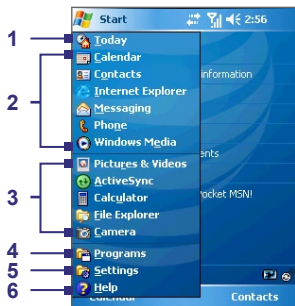 Start 2:56
1 Today
Calendar
Contacts
nformation
Internet Explorer
2
Messaging
Phone
Windows Media
ents
Pictures & Videos
ActiveSync
3
Calculator
ocket MSN!
File Explorer
Camera
4 Programs
5 Settings
6 Help
Calendar Contacts